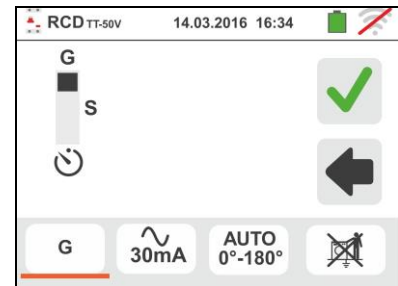 RCD TT-50V 14.03.2016 16:34
G
S
G 30mA AUTO
0°-180°